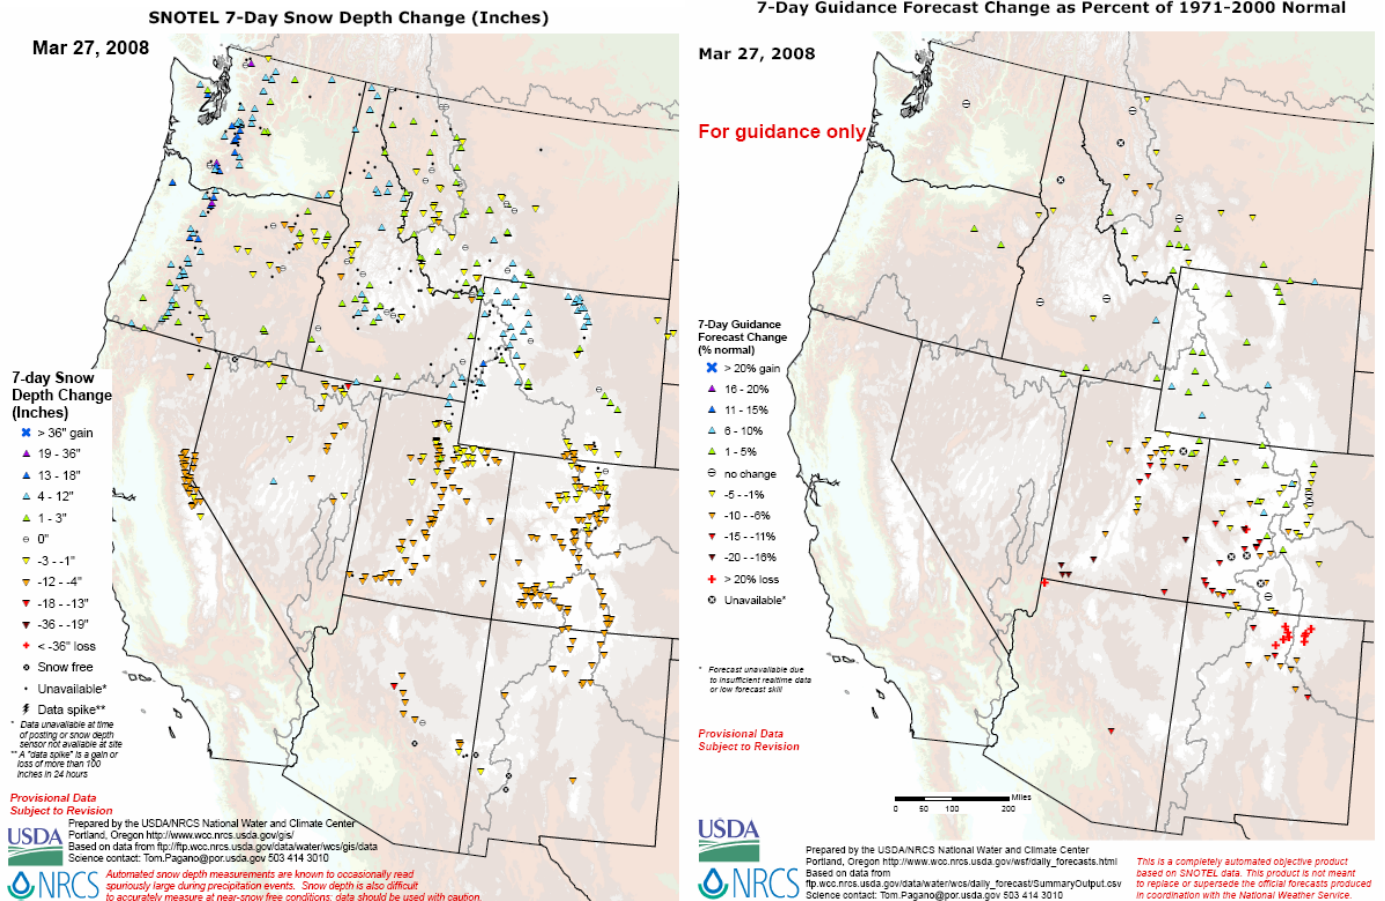 SNOTEL 7-Day Snow Depth Change (Inches)
Mar 27, 2008
7-day Snow
Depth Change
(Inches)
> 36" gain
19 - 36"
13 - 18"
4 - 12"
1 - 3"
0"
-3 - -1"
-12 - -4"
-18 - -13"
-36 - -19"
< -36" loss
Snow free
Unavailable*
Data spike**
* Data unavailable at time
of posting or snow depth
sensor not available at site
** A "data spike" is a gain or
loss of more than 100
inches in 24 hours
Provisional Data
Subject to Revision
USDA
NRCS
Prepared by the USDA/NRCS National Water and Climate Center
Portland, Oregon http://www.wcc.nrcs.usda.gov/gis/
Based on data from ftp://ftp.wcc.nrcs.usda.gov/data/water/wcs/gis/data
Science contact: Tom.Pagano@por.usda.gov 503 414 3010
Automated snow depth measurements are known to occasionally read
spuriously large during precipitation events. Snow depth is also difficult
to accurately measure at near-snow free conditions; data should be used with caution.
7-Day Guidance Forecast Change as Percent of 1971-2000 Normal
Mar 27, 2008
For guidance only
7-Day Guidance
Forecast Change
(% normal)
> 20% gain
16 - 20%
11 - 15%
6 - 10%
1 - 5%
no change
-5 - -1%
-10 - -6%
-15 - -11%
-20 - -16%
> 20% loss
Unavailable*
* Forecast unavailable due
to insufficient realtime data
or low forecast skill
Provisional Data
Subject to Revision
Miles
0 50 100 200
USDA
NRCS
Prepared by the USDA/NRCS National Water and Climate Center
Portland, Oregon http://www.wcc.nrcs.usda.gov/wsf/daily_forecasts.html
Based on data from
ftp.wcc.nrcs.usda.gov/data/water/wcs/daily_forecast/SummaryOutput.csv
Science contact: Tom.Pagano@por.usda.gov 503 414 3010
This is a completely automated objective product
based on SNOTEL data. This product is not meant
to replace or supersede the official forecasts produced
in coordination with the National Weather Service.